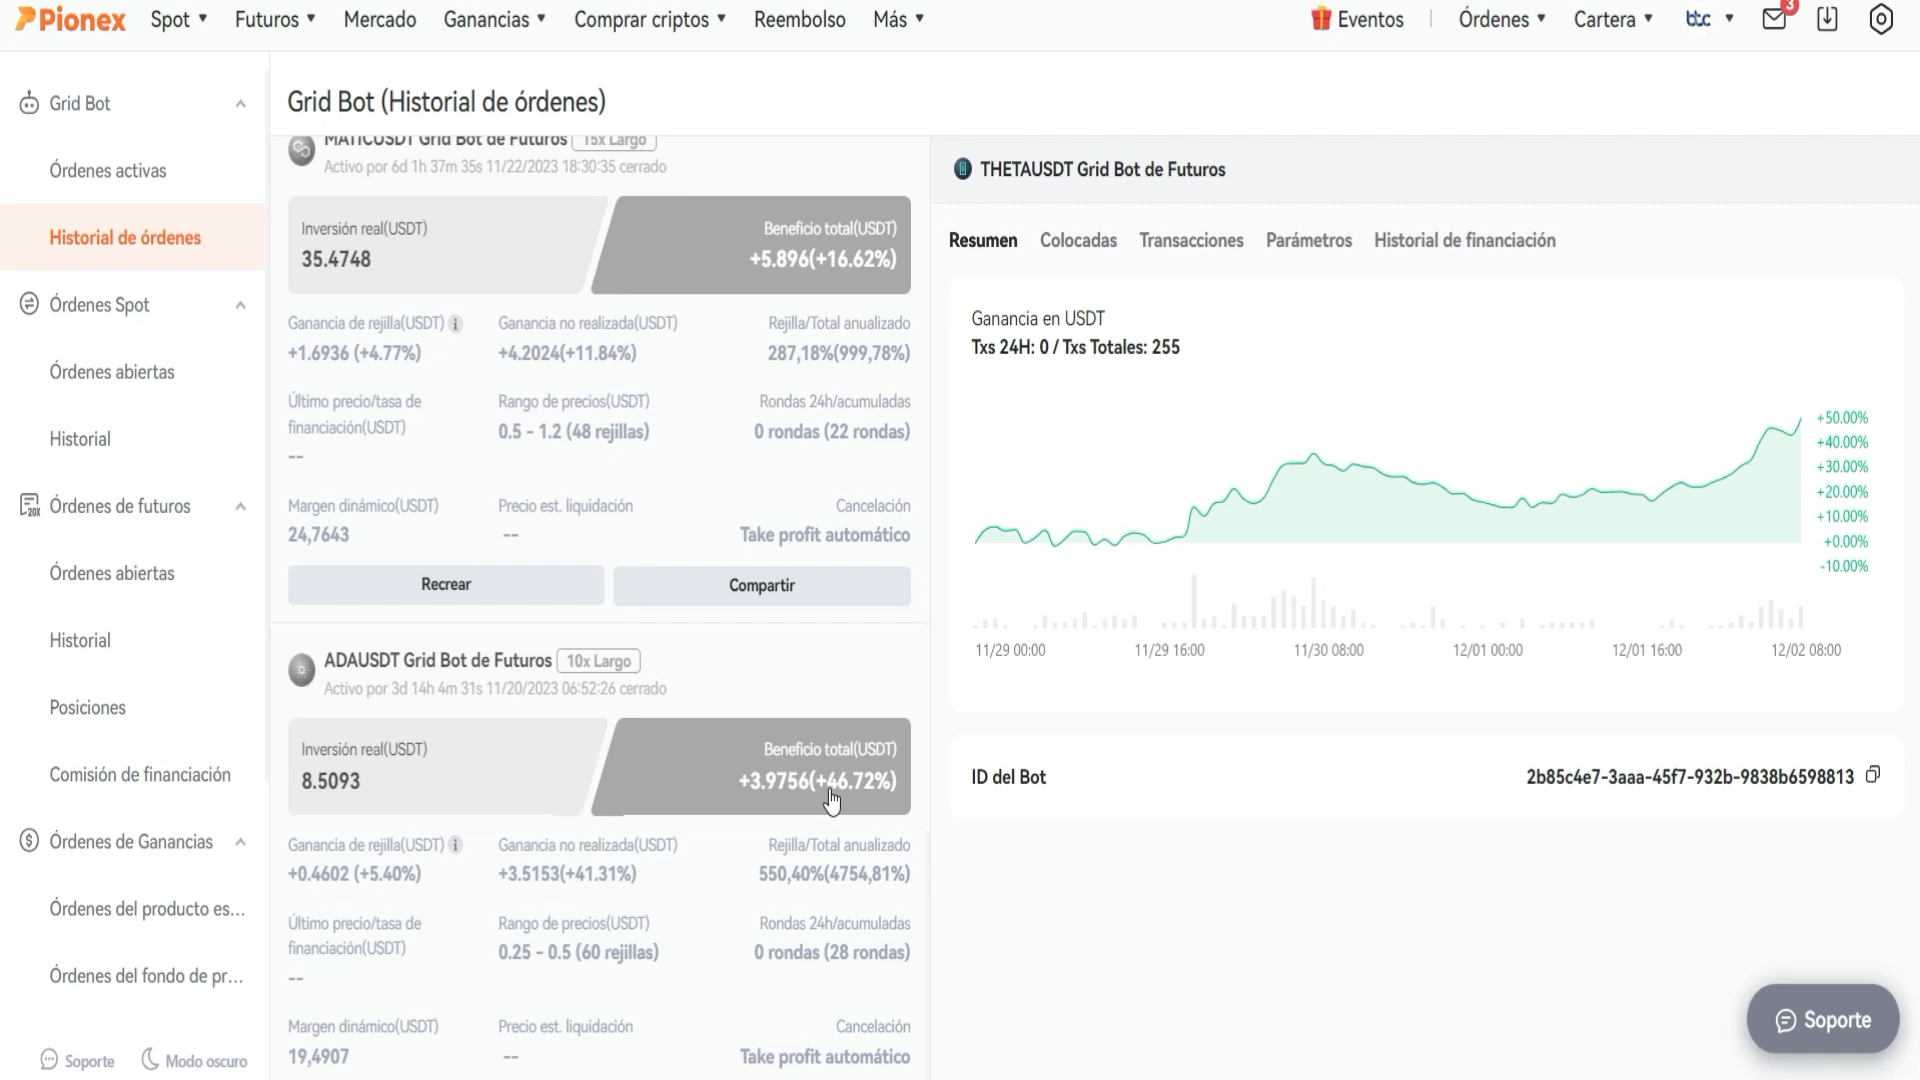 Pionex
Spot
Futuros
Mercado
Ganancias
Comprar criptos
Reembolso
Más
Eventos
Órdenes
Cartera
btc
3
Grid Bot
Órdenes activas
Historial de órdenes
Órdenes Spot
Órdenes abiertas
Historial
20X
Órdenes de futuros
Órdenes abiertas
Historial
Posiciones
Comisión de financiación
Órdenes de Ganancias
Órdenes del producto es...
Órdenes del fondo de pr...
Soporte
Modo oscuro
Grid Bot (Historial de órdenes)
MATICUSDT Grid Bot de Futuros 15x Largo
Activo por 6d 1h 37m 35s 11/22/2023 18:30:35 cerrado
Inversión real(USDT)
35.4748
Beneficio total(USDT)
+5.896(+16.62%)
Ganancia de rejilla(USDT)
+1.6936 (+4.77%)
Ganancia no realizada(USDT)
+4.2024(+11.84%)
Rejilla/Total anualizado
287,18%(999,78%)
Último precio/tasa de
financiación(USDT)
--
Rango de precios(USDT)
0.5 - 1.2 (48 rejillas)
Rondas 24h/acumuladas
0 rondas (22 rondas)
Margen dinámico(USDT)
24,7643
Precio est. liquidación
--
Cancelación
Take profit automático
Recrear
Compartir
ADAUSDT Grid Bot de Futuros 10x Largo
Activo por 3d 14h 4m 31s 11/20/2023 06:52:26 cerrado
Inversión real(USDT)
8.5093
Beneficio total(USDT)
+3.9756(+46.72%)
Ganancia de rejilla(USDT)
+0.4602 (+5.40%)
Ganancia no realizada(USDT)
+3.5153(+41.31%)
Rejilla/Total anualizado
550,40%(4754,81%)
Último precio/tasa de
financiación(USDT)
--
Rango de precios(USDT)
0.25 - 0.5 (60 rejillas)
Rondas 24h/acumuladas
0 rondas (28 rondas)
Margen dinámico(USDT)
19,4907
Precio est. liquidación
--
Cancelación
Take profit automático
THETAUSDT Grid Bot de Futuros
Resumen
Colocadas
Transacciones
Parámetros
Historial de financiación
Ganancia en USDT
Txs 24H: 0 / Txs Totales: 255
+50.00%
+40.00%
+30.00%
+20.00%
+10.00%
+0.00%
-10.00%
11/29 00:00
11/29 16:00
11/30 08:00
12/01 00:00
12/01 16:00
12/02 08:00
ID del Bot
2b85c4e7-3aaa-45f7-932b-9838b6598813
Soporte